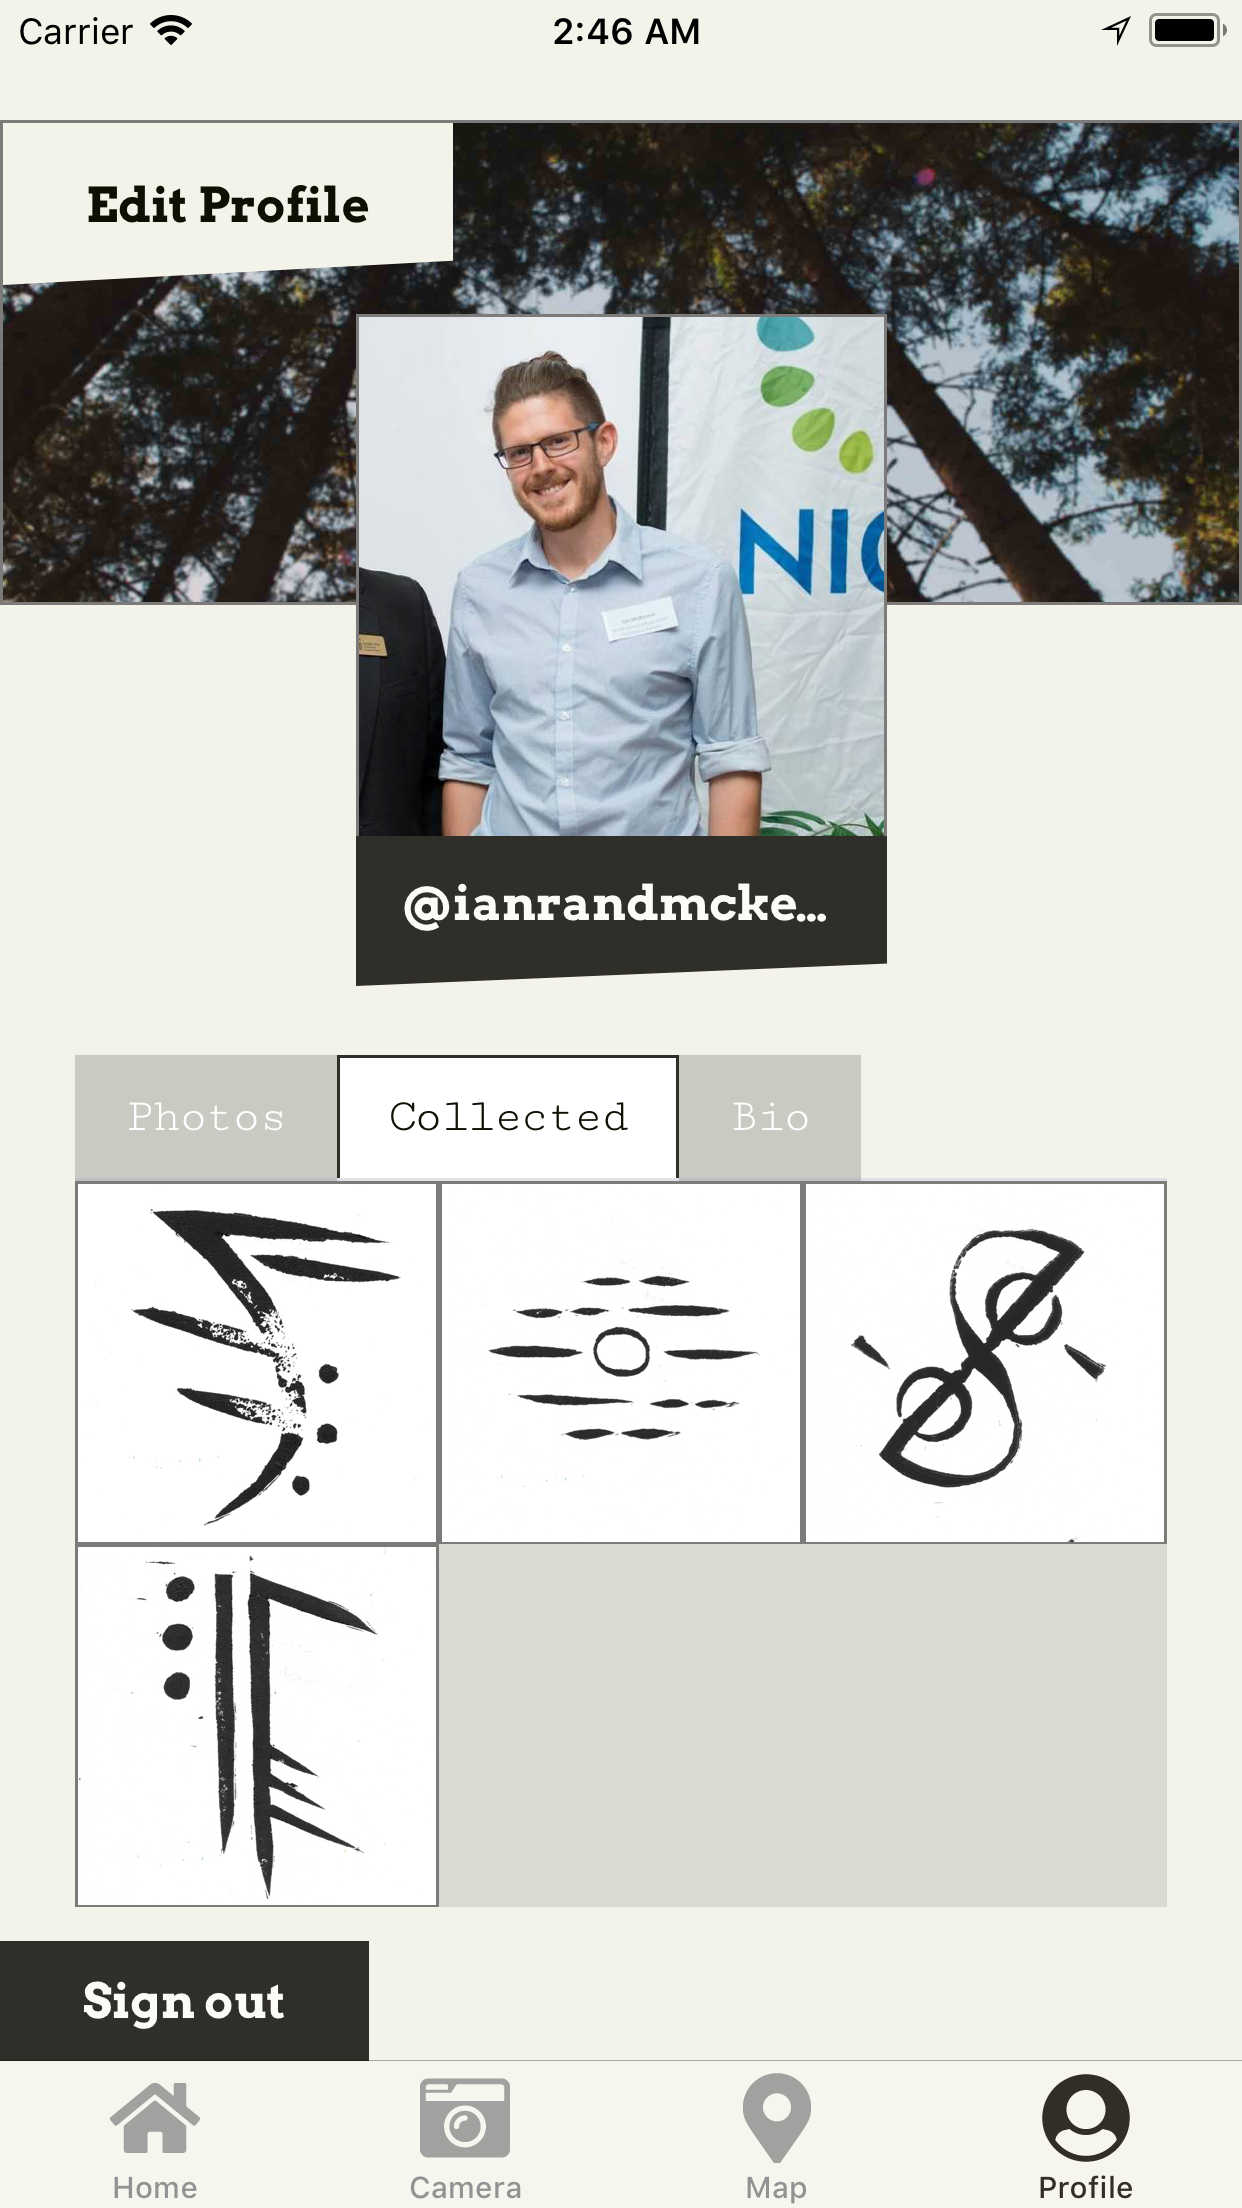 Carrier
2:46 AM
Edit Profile
NIC
@ianrandmcke...
Photos
Collected
Bio
Sign out
Home
Camera
Map
Profile